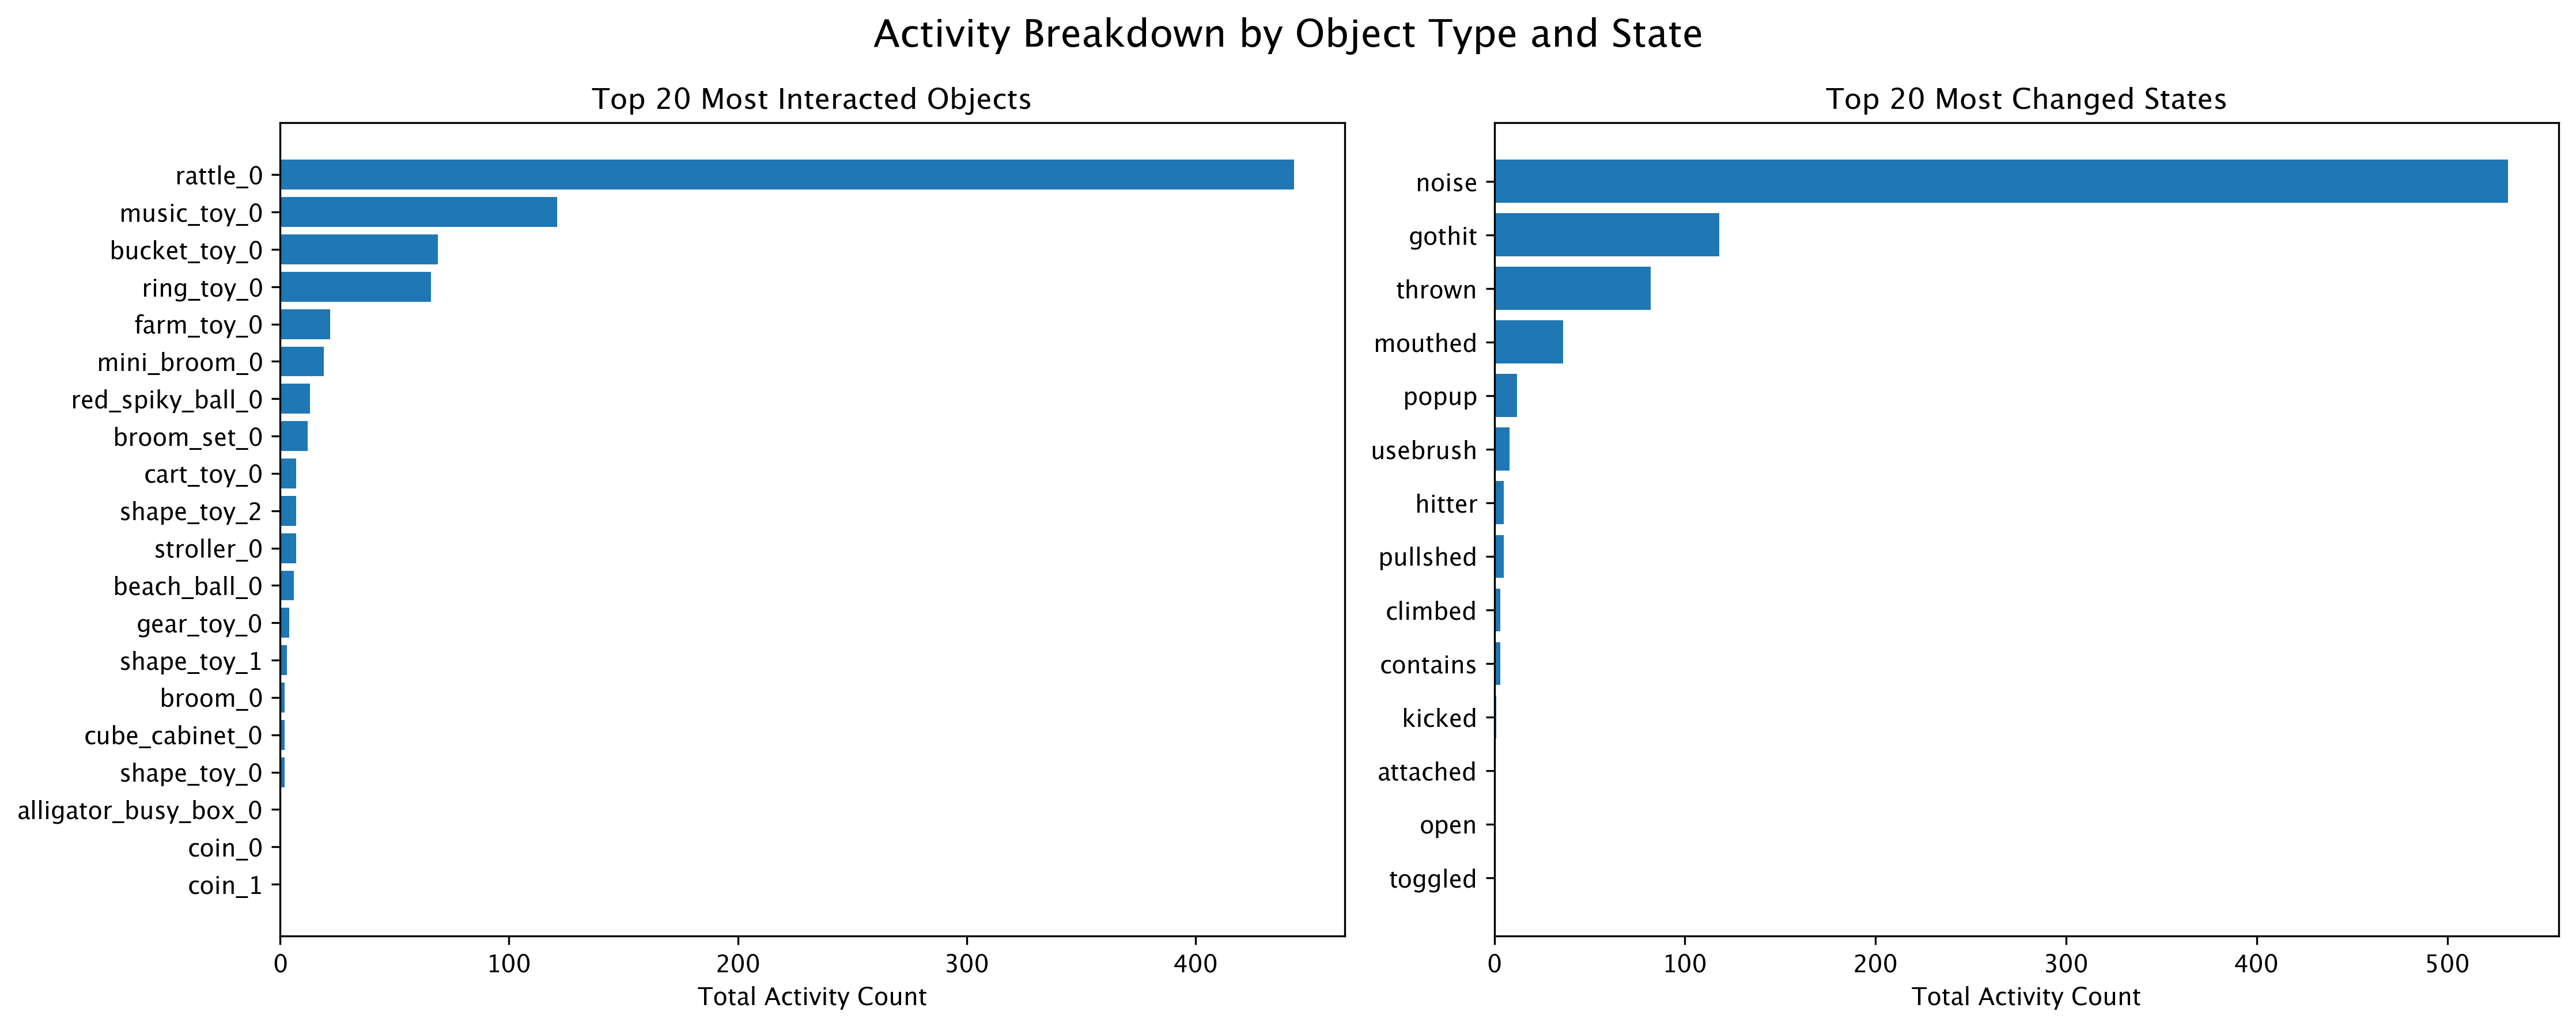 Activity Breakdown by Object Type and State
Top 20 Most Interacted Objects
rattle_0
music_toy_0
bucket_toy_0
ring_toy_0
farm_toy_0
mini_broom_0
red_spiky_ball_0
broom_set_0
cart_toy_0
shape_toy_2
stroller_0
beach_ball_0
gear_toy_0
shape_toy_1
broom_0
cube_cabinet_0
shape_toy_0
alligator_busy_box_0
coin_0
coin_1
0 100 200 300 400
Total Activity Count
Top 20 Most Changed States
noise
gothit
thrown
mouthed
popup
usebrush
hitter
pullshed
climbed
contains
kicked
attached
open
toggled
0 100 200 300 400 500
Total Activity Count